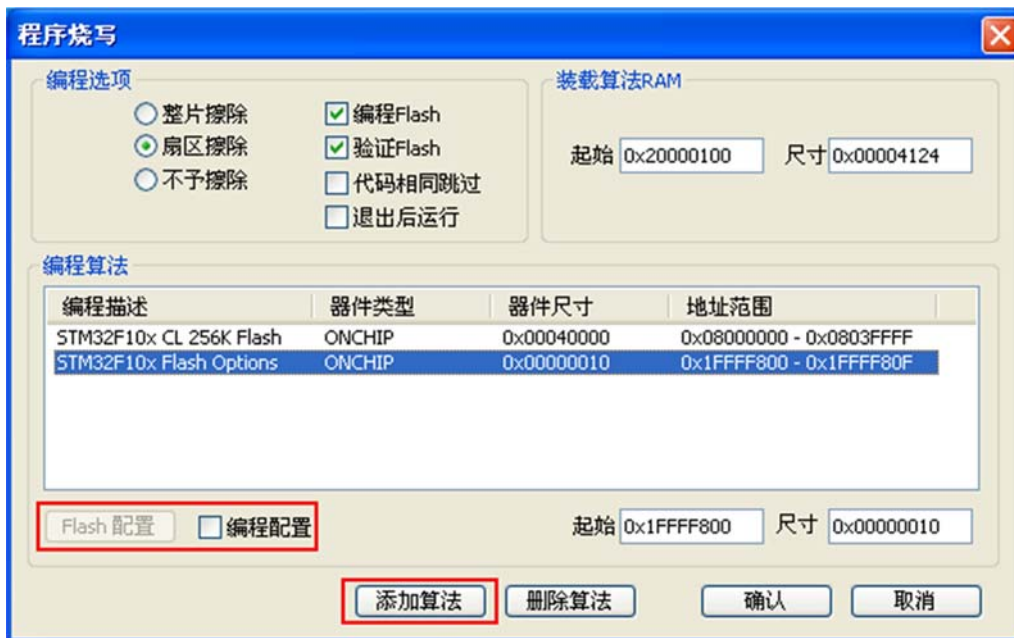 程序烧写
编程选项
整片擦除
扇区擦除
不予擦除
编程Flash
验证Flash
代码相同跳过
退出后运行
装载算法RAM
起始 0x20000100 尺寸 0x00004124
编程算法
编程描述 器件类型 器件尺寸 地址范围
STM32F10x CL 256K Flash ONCHIP 0x00040000 0x08000000 - 0x0803FFFF
STM32F10x Flash Options ONCHIP 0x00000010 0x1FFFF800 - 0x1FFFF80F
Flash 配置 编程配置 起始 0x1FFFF800 尺寸 0x00000010
添加算法 删除算法 确认 取消